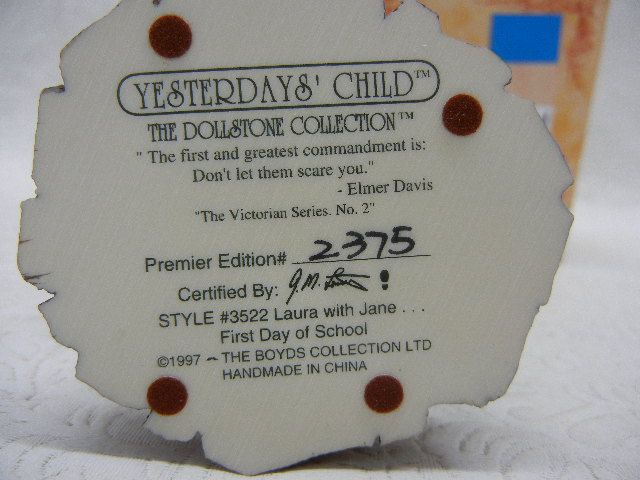 YESTERDAYS' CHILD™
THE DOLLSTONE COLLECTION™
" The first and greatest commandment is:
Don't let them scare you."
- Elmer Davis
"The Victorian Series. No. 2"
Premier Edition# 2375
Certified By: J.M. !
STYLE #3522 Laura with Jane . . .
First Day of School
©1997 – THE BOYDS COLLECTION LTD
HANDMADE IN CHINA